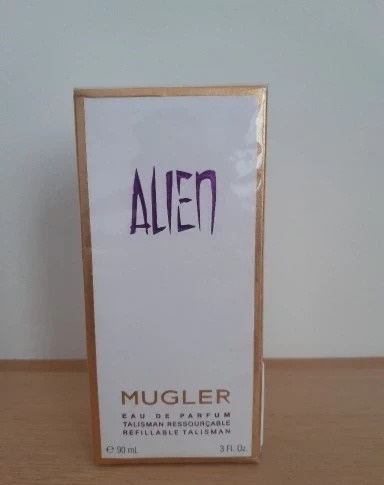 ALIEN
MUGLER
EAU DE PARFUM
TALISMAN RESSOURÇABLE
REFILLABLE TALISMAN
e 90 mL 3 Fl. Oz